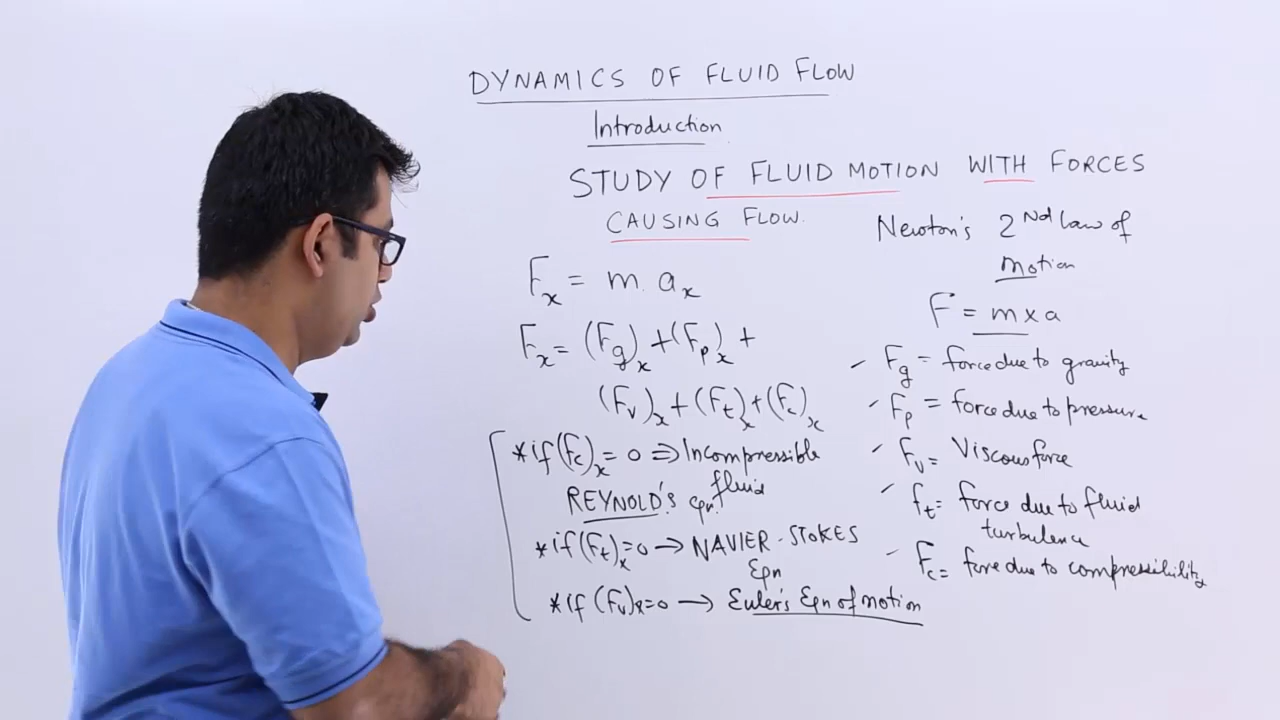 DYNAMICS OF FLUID FLOW
Introduction
STUDY OF FLUID MOTION WITH FORCES
CAUSING FLOW.
Newton's 2nd Law of
Motion
F = m x a
Fx = m. ax
Fx = (Fg)x + (Fp)x +
(Fv)x + (Ft)x + (Fc)x
*if (Fc)x = 0 ⇒ Incompressible
fluid
REYNOLD'S Eqn.
*if (Ft)x = 0 → NAVIER-STOKES
Eqn
*if (Fv)x = 0 → Euler's Eqn of motion
Fg = force due to gravity
Fp = force due to pressure
Fv = Viscous force
ft = force due to fluid
turbulence
Fc = force due to compressibility